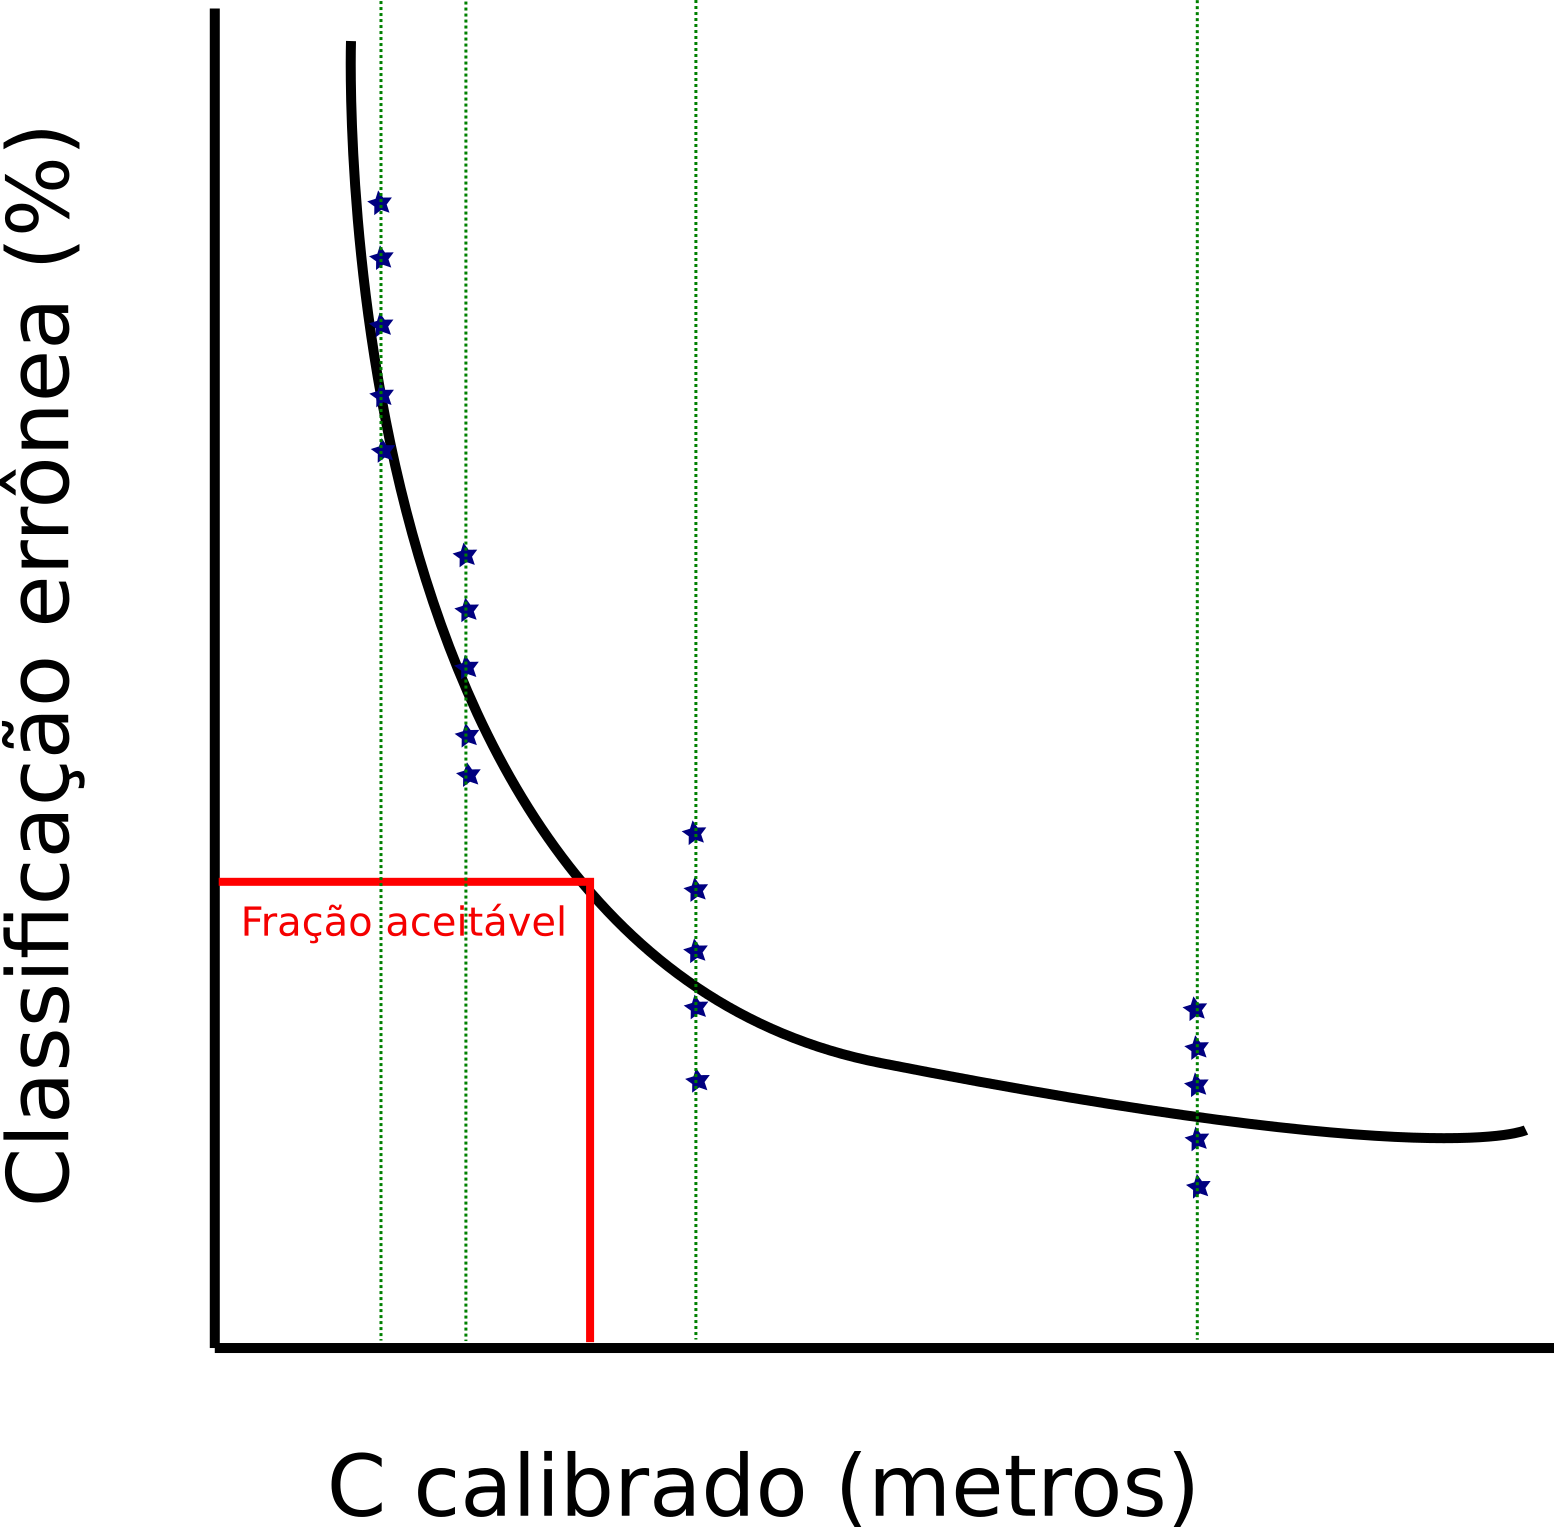 Classificação errônea (%)
Fração aceitável
C calibrado (metros)